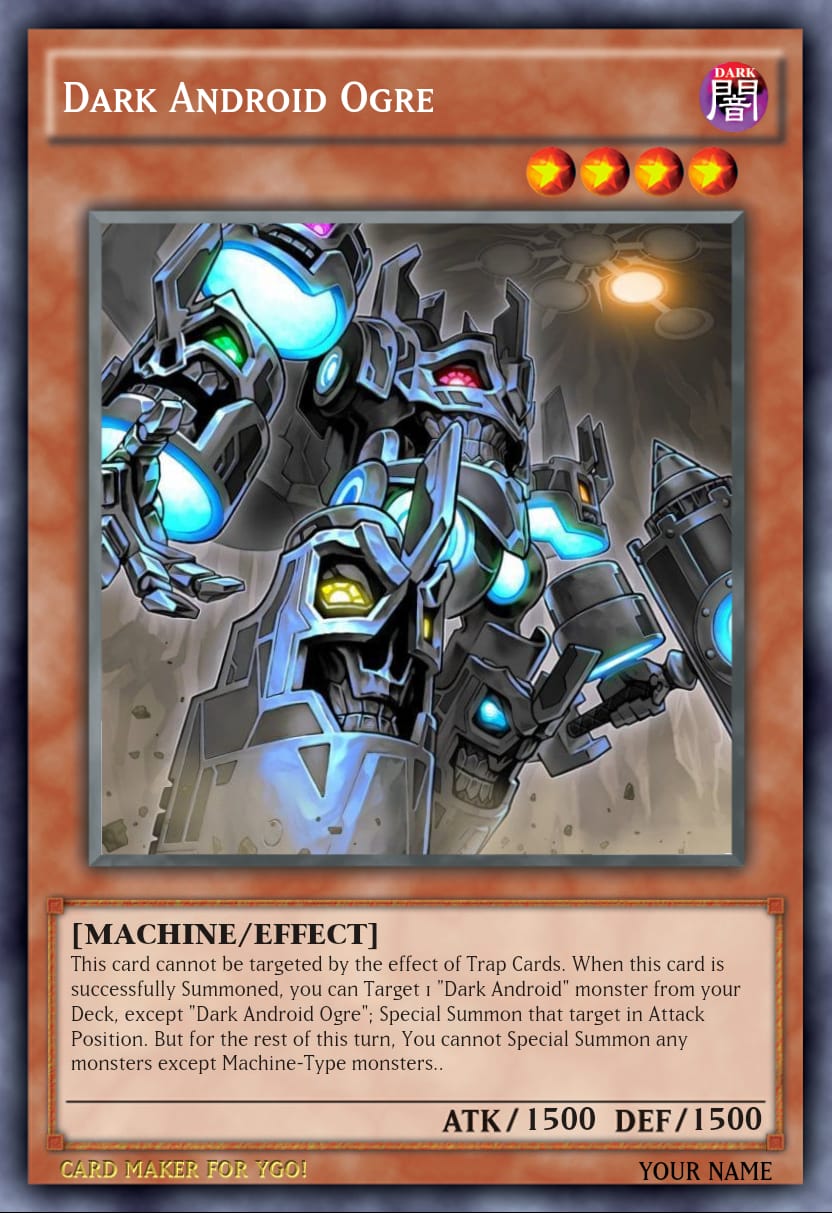 Dark Android Ogre
DARK
闇
[MACHINE/EFFECT]
This card cannot be targeted by the effect of Trap Cards. When this card is
successfully Summoned, you can Target 1 "Dark Android" monster from your
Deck, except "Dark Android Ogre"; Special Summon that target in Attack
Position. But for the rest of this turn, You cannot Special Summon any
monsters except Machine-Type monsters..
ATK/1500 DEF/1500
CARD MAKER FOR YGO!
YOUR NAME